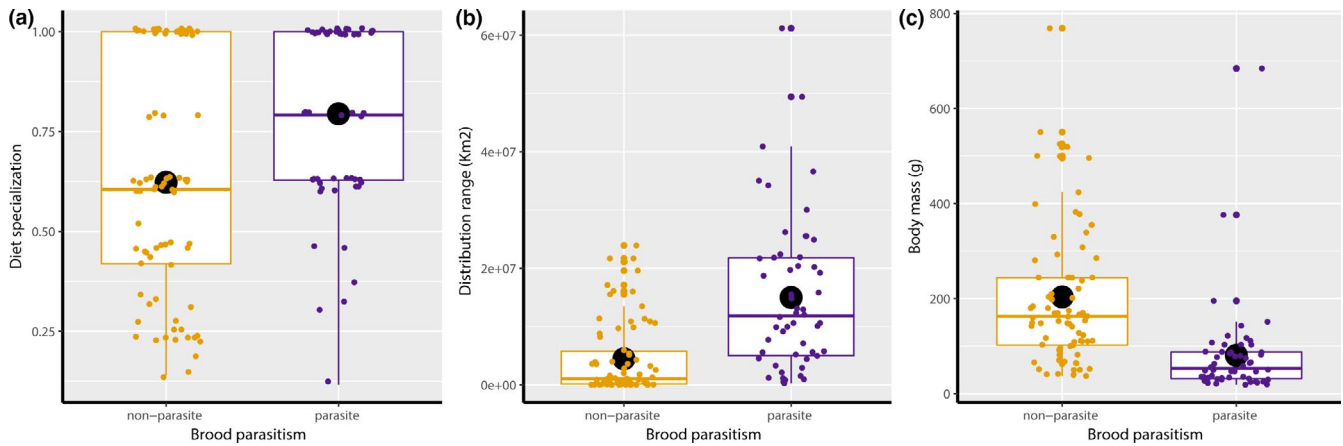 (a)
Diet specialization
1.00
0.75
0.50
0.25
non-parasite
parasite
Brood parasitism
(b)
Distribution range (Km2)
6e+07
4e+07
2e+07
0e+00
non-parasite
parasite
Brood parasitism
(c)
Body mass (g)
800
600
400
200
0
non-parasite
parasite
Brood parasitism